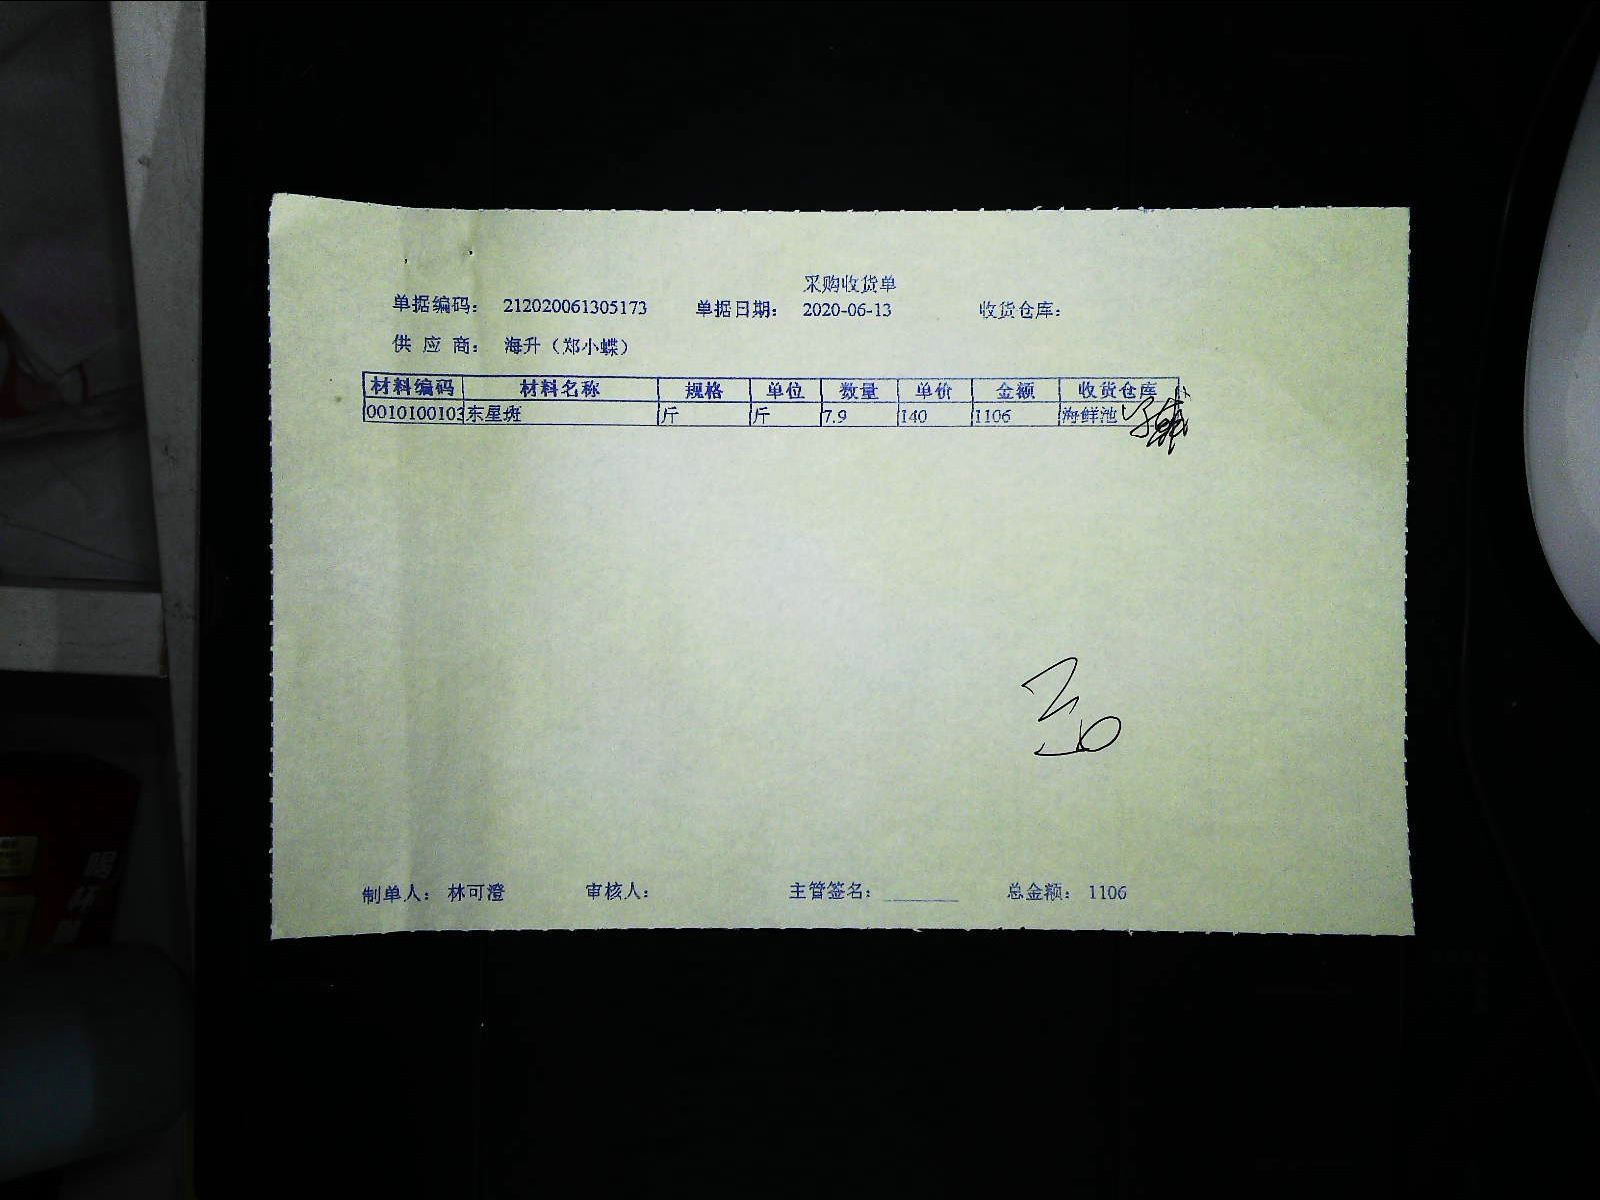 采购收货单
单据编码： 212020061305173 单据日期： 2020-06-13 收货仓库：
供 应 商： 海升（郑小蝶）
材料编码 材料名称 规格 单位 数量 单价 金额 收货仓库
0010100103 东星斑 斤 斤 7.9 140 1106 海鲜池
制单人： 林可澄 审核人： 主管签名： ________ 总金额： 1106